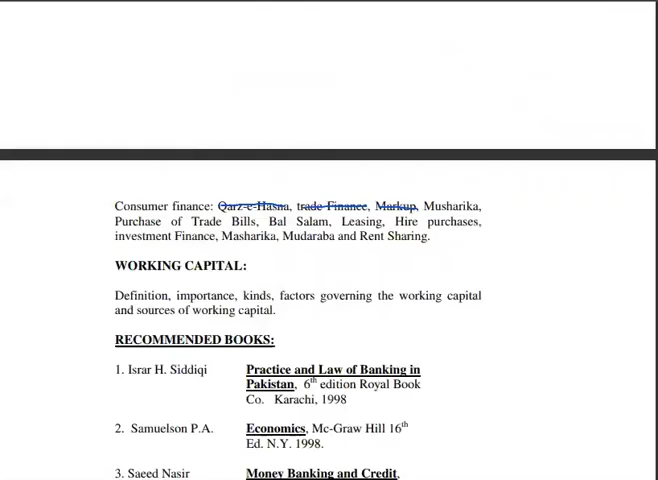 Consumer finance: Qarz-e-Hasna, trade Finance, Markup, Musharika,
Purchase of Trade Bills, Bal Salam, Leasing, Hire purchases,
investment Finance, Masharika, Mudaraba and Rent Sharing.
WORKING CAPITAL:
Definition, importance, kinds, factors governing the working capital
and sources of working capital.
RECOMMENDED BOOKS:
1. Israr H. Siddiqi Practice and Law of Banking in
Pakistan, 6th edition Royal Book
Co. Karachi, 1998
2. Samuelson P.A. Economics, Mc-Graw Hill 16th
Ed. N.Y. 1998.
3. Saeed Nasir Money Banking and Credit,